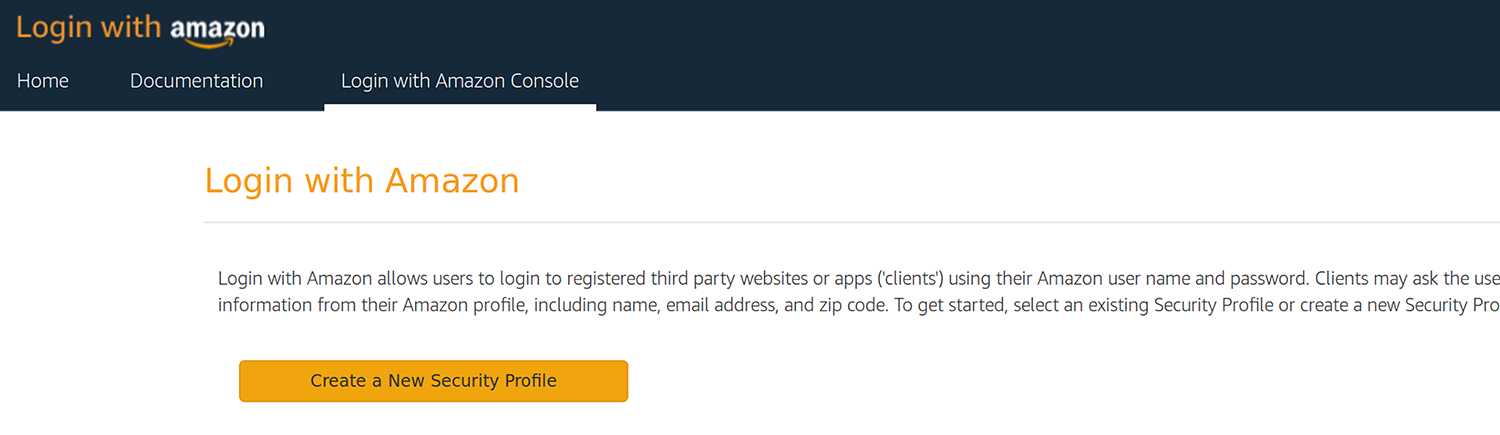 Login with amazon
Home Documentation Login with Amazon Console
Login with Amazon
Login with Amazon allows users to login to registered third party websites or apps ('clients') using their Amazon user name and password. Clients may ask the use
information from their Amazon profile, including name, email address, and zip code. To get started, select an existing Security Profile or create a new Security Pro
Create a New Security Profile